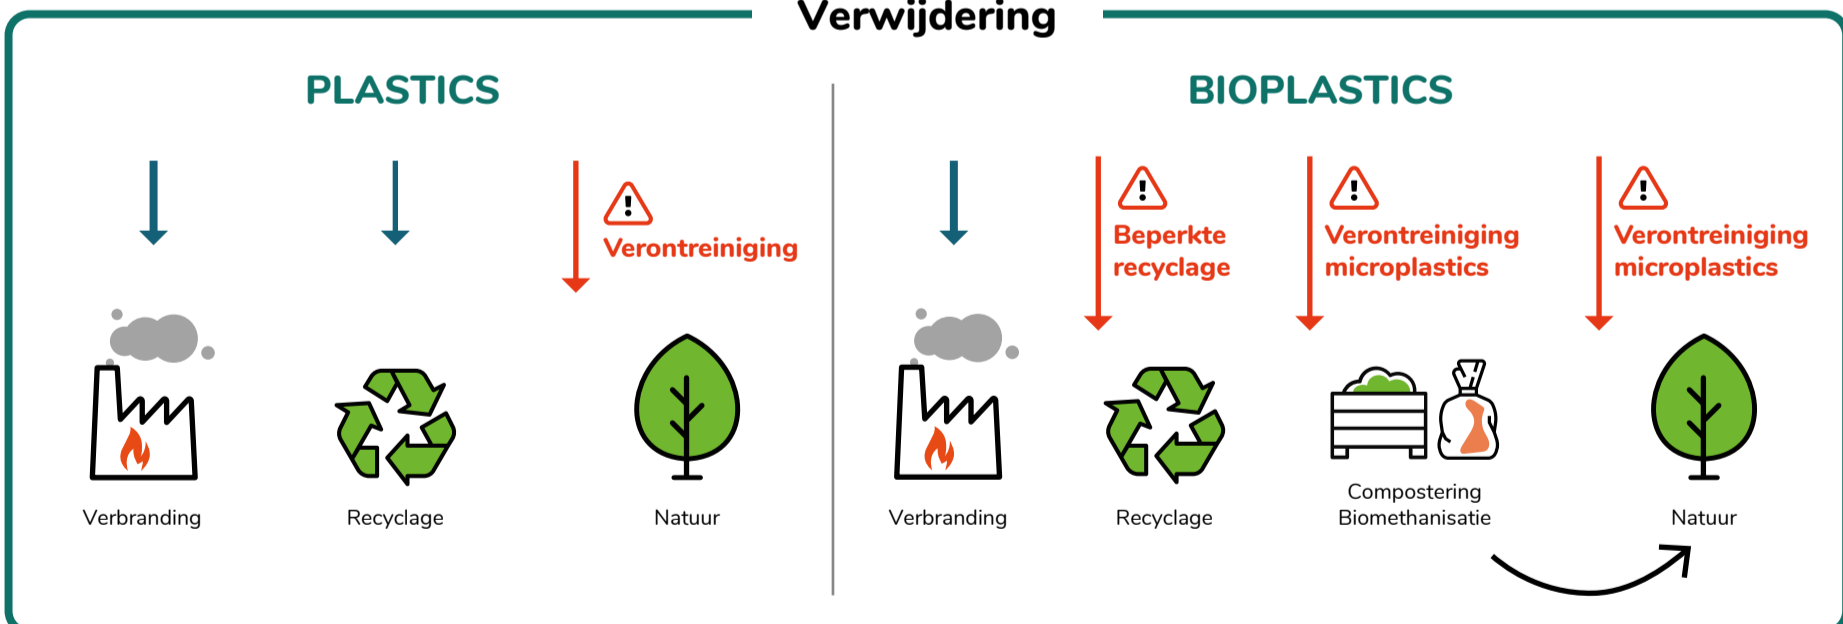 Verwijdering
PLASTICS
Verontreiniging
Verbranding
Recyclage
Natuur
BIOPLASTICS
Beperkte
recyclage
Verontreiniging
microplastics
Verontreiniging
microplastics
Verbranding
Recyclage
Compostering
Biomethanisatie
Natuur